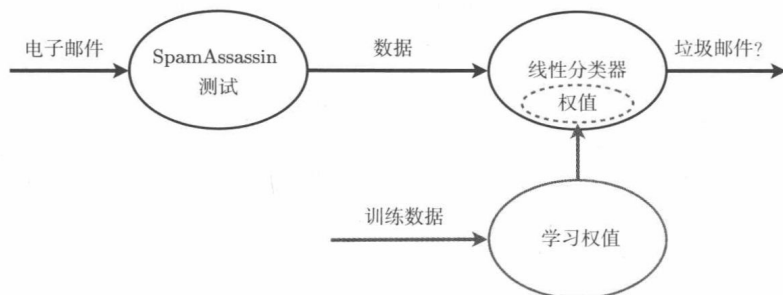 电子邮件
SpamAssassin
测试
数据
线性分类器
权值
垃圾邮件?
训练数据
学习权值